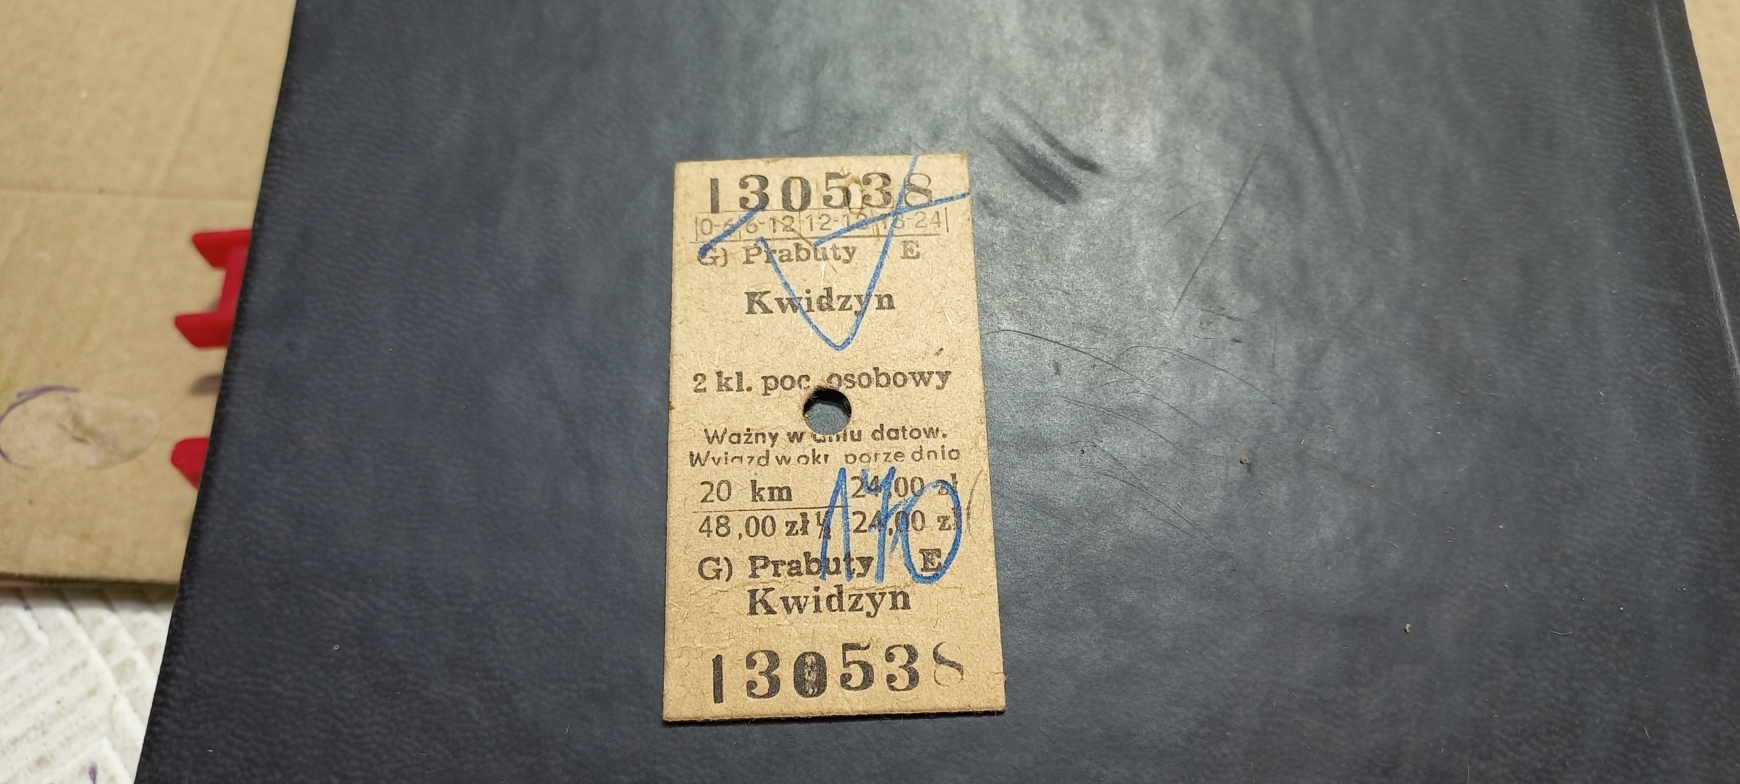 130538
0-6 6-12 12-18 18-24
G) Prabuty E
Kwidzyn
2 kl. poc. osobowy
Ważny w dniu datow.
Wyjazd w okr. porze dnia
20 km 24,00 zł
48,00 zł ½ 24,00 zł
170
G) Prabuty E
Kwidzyn
130538